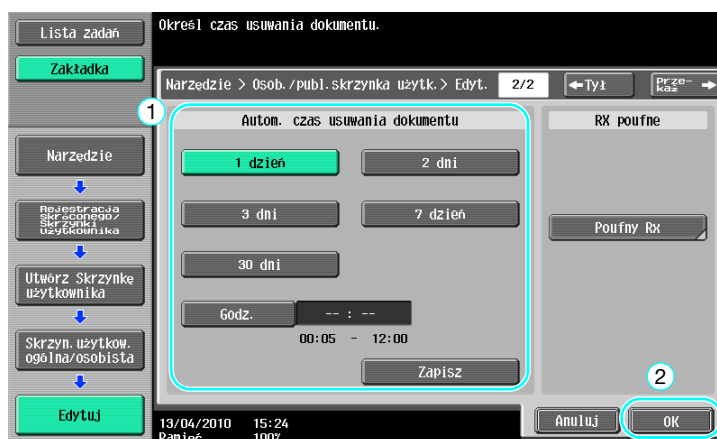 Określ czas usuwania dokumentu.
Lista zadań
Zakładka
Narzędzie > Osob./publ.skrzynka użytk.> Edyt. 2/2 ←Tył Prze-każ →
1
Autom. czas usuwania dokumentu
RX poufne
1 dzień
2 dni
3 dni
7 dzień
30 dni
Godz. -- : --
00:05 - 12:00
Zapisz
Poufny Rx
Narzędzie
Rejestracja
skróconego/
Skrzynki
użytkownika
Utwórz Skrzynkę
użytkownika
Skrzyn.użytkow.
ogólna/osobista
Edytuj
2
Anuluj
OK
13/04/2010 15:24
Pamięć 100%